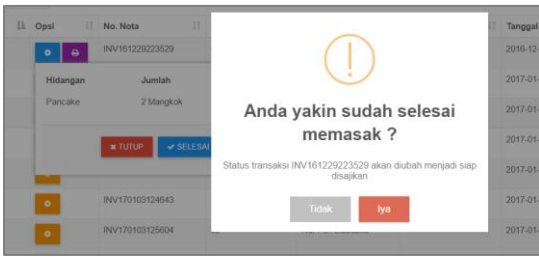 Opsi No. Nota Tanggal
INV161229223529 2016-12-
Hidangan Jumlah 2017-01-
Pancake 2 Mangkok 2017-01-
Anda yakin sudah selesai
memasak ?
TUTUP SELESAI 2017-01-
Status transaksi INV161229223529 akan diubah menjadi siap
disajikan
2017-01-
Tidak Iya
INV170103124643 2017-01-
INV170103125604 2017-01-